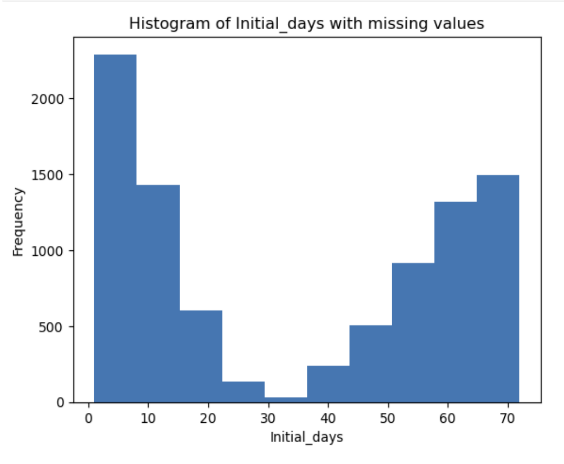 Histogram of Initial_days with missing values
Frequency
2000
1500
1000
500
0
0 10 20 30 40 50 60 70
Initial_days